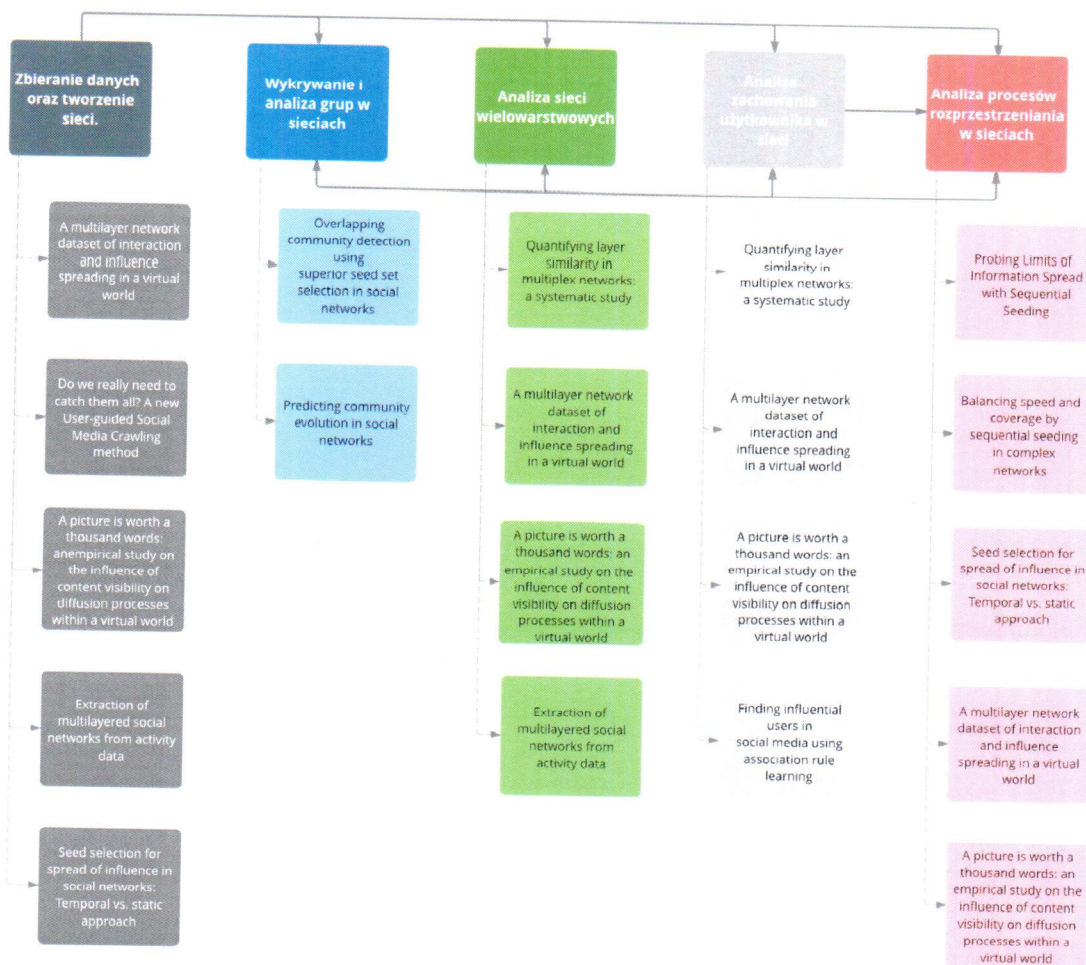 Zbieranie danych
oraz tworzenie
sieci.
Wykrywanie i
analiza grup w
sieciach
Analiza sieci
wielowarstwowych
Analiza
zachowania
użytkownika w
sieci
Analiza procesów
rozprzestrzeniania
w sieciach
A multilayer network
dataset of interaction
and influence
spreading in a virtual
world
Do we really need to
catch them all? A new
User-guided Social
Media Crawling
method
A picture is worth a
thousand words:
anempirical study on
the influence of
content visibility on
diffusion processes
within a virtual world
Extraction of
multilayered social
networks from activity
data
Seed selection for
spread of influence in
social networks:
Temporal vs. static
approach
Overlapping
community detection
using
superior seed set
selection in social
networks
Predicting community
evolution in social
networks
Quantifying layer
similarity in
multiplex networks:
a systematic study
A multilayer network
dataset of
interaction and
influence spreading
in a virtual world
A picture is worth a
thousand words: an
empirical study on the
influence of content
visibility on diffusion
processes within a
virtual world
Extraction of
multilayered social
networks from
activity data
Quantifying layer
similarity in
multiplex networks:
a systematic study
A multilayer network
dataset of
interaction and
influence spreading
in a virtual world
A picture is worth a
thousand words: an
empirical study on the
influence of content
visibility on diffusion
processes within a
virtual world
Finding influential
users in
social media using
association rule
learning
Probing Limits of
Information Spread
with Sequential
Seeding
Balancing speed and
coverage by
sequential seeding
in complex
networks
Seed selection for
spread of influence in
social networks:
Temporal vs. static
approach
A multilayer network
dataset of interaction
and influence
spreading in a virtual
world
A picture is worth a
thousand words: an
empirical study on the
influence of content
visibility on diffusion
processes within a
virtual world